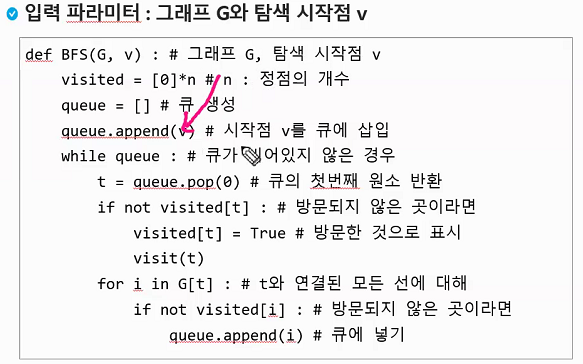 입력 파라미터 : 그래프 G와 탐색 시작점 v
def BFS(G, v) : # 그래프 G, 탐색 시작점 v
visited = [0]*n # n : 정점의 개수
queue = [] # 큐 생성
queue.append(v) # 시작점 v를 큐에 삽입
while queue : # 큐가 비어있지 않은 경우
t = queue.pop(0) # 큐의 첫번째 원소 반환
if not visited[t] : # 방문되지 않은 곳이라면
visited[t] = True # 방문한 것으로 표시
visit(t)
for i in G[t] : # t와 연결된 모든 선에 대해
if not visited[i] : # 방문되지 않은 곳이라면
queue.append(i) # 큐에 넣기